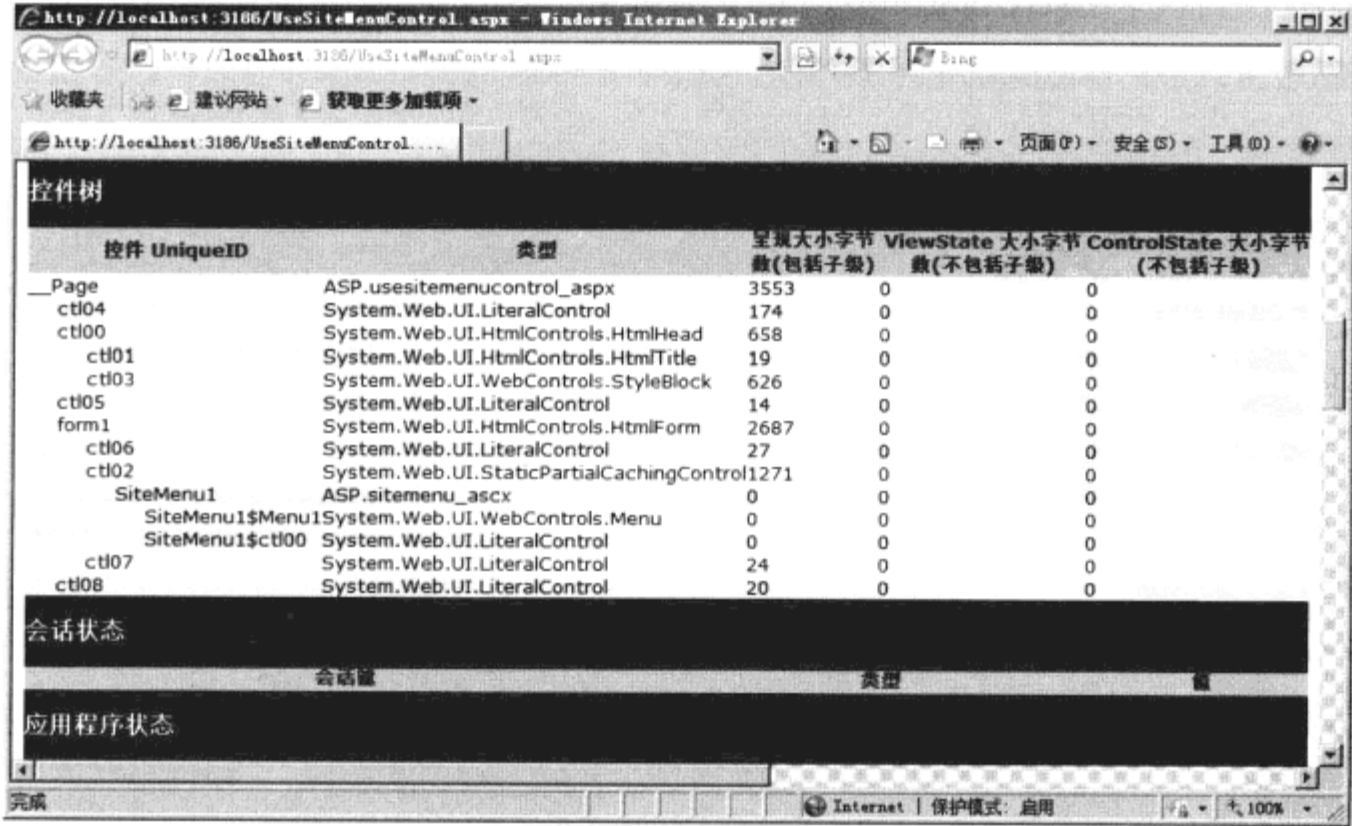 http://localhost:3186/UseSiteMenuControl.aspx - Windows Internet Explorer
http://localhost:3186/UseSiteMenuControl.aspx
Bing
收藏夹 建议网站 获取更多加载项
http://localhost:3186/UseSiteMenuControl....
页面(P) 安全(S) 工具(O)
控件树
控件 UniqueID 类型 呈现大小字节数(包括子级) ViewState 大小字节数(不包括子级) ControlState 大小字节(不包括子级)
__Page ASP.usesitemenucontrol_aspx 3553 0 0
ctl04 System.Web.UI.LiteralControl 174 0 0
ctl00 System.Web.UI.HtmlControls.HtmlHead 658 0 0
ctl01 System.Web.UI.HtmlControls.HtmlTitle 19 0 0
ctl03 System.Web.UI.WebControls.StyleBlock 626 0 0
ctl05 System.Web.UI.LiteralControl 14 0 0
form1 System.Web.UI.HtmlControls.HtmlForm 2687 0 0
ctl06 System.Web.UI.LiteralControl 27 0 0
ctl02 System.Web.UI.StaticPartialCachingControl 1271 0 0
SiteMenu1 ASP.sitemenu_ascx 0 0 0
SiteMenu1$Menu1 System.Web.UI.WebControls.Menu 0 0 0
SiteMenu1$ctl00 System.Web.UI.LiteralControl 0 0 0
ctl07 System.Web.UI.LiteralControl 24 0 0
ctl08 System.Web.UI.LiteralControl 20 0 0
会话状态
会话键 类型 值
应用程序状态
完成 Internet | 保护模式: 启用 100%